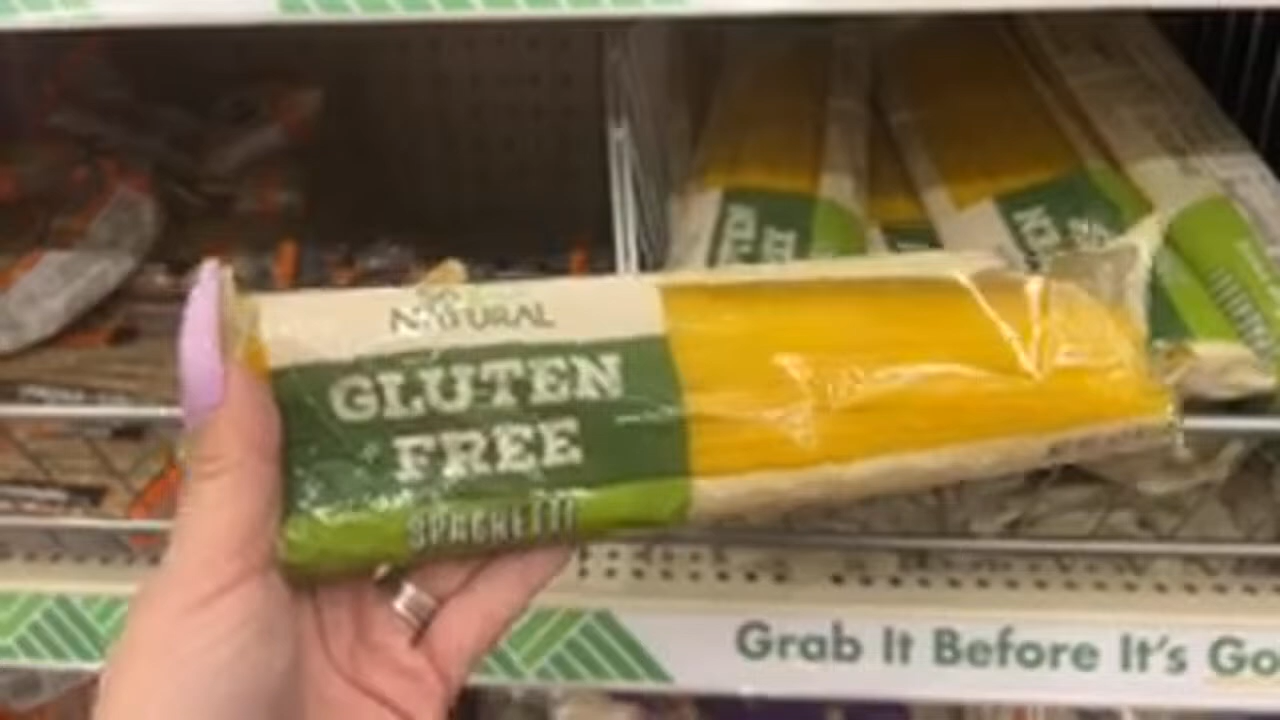 NATURAL
GLUTEN
FREE
SPAGHETTI
Grab It Before It's Go